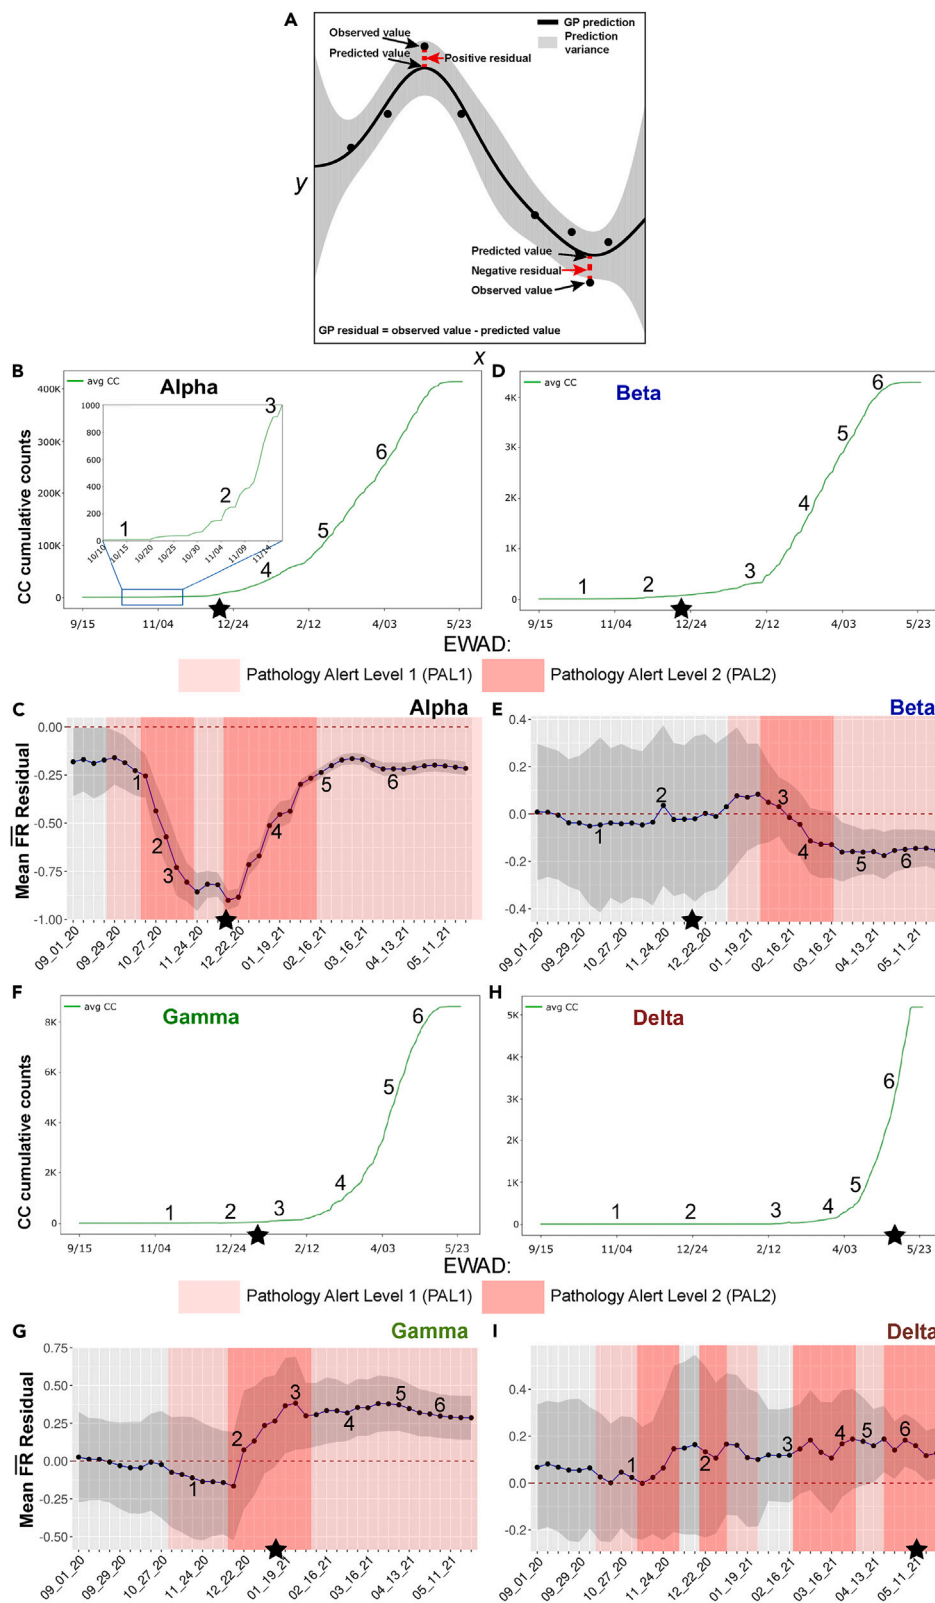 A
Observed value
Predicted value
Positive residual
GP prediction
Prediction
variance
y
Predicted value
Negative residual
Observed value
GP residual = observed value - predicted value
x
B
avg CC
Alpha
CC cumulative counts
400K
300K
200K
100K
0
1000
800
600
400
200
0
10/10
10/15
10/20
10/25
10/30
11/04
11/09
11/14
1
2
3
4
5
6
9/15
11/04
12/24
2/12
4/03
5/23
D
avg CC
Beta
4K
3K
2K
1K
0
1
2
3
4
5
6
9/15
11/04
12/24
2/12
4/03
5/23
EWAD:
Pathology Alert Level 1 (PAL1)
Pathology Alert Level 2 (PAL2)
C
Alpha
Mean FR Residual
0.00
-0.25
-0.50
-0.75
-1.00
1
2
3
4
5
6
09_01_20
09_29_20
10_27_20
11_24_20
12_22_20
01_19_21
02_16_21
03_16_21
04_13_21
05_11_21
E
Beta
0.4
0.2
0.0
-0.2
-0.4
1
2
3
4
5
6
09_01_20
09_29_20
10_27_20
11_24_20
12_22_20
01_19_21
02_16_21
03_16_21
04_13_21
05_11_21
F
avg CC
Gamma
CC cumulative counts
8K
6K
4K
2K
0
1
2
3
4
5
6
9/15
11/04
12/24
2/12
4/03
5/23
H
avg CC
Delta
5K
4K
3K
2K
1K
0
1
2
3
4
5
6
9/15
11/04
12/24
2/12
4/03
5/23
EWAD:
Pathology Alert Level 1 (PAL1)
Pathology Alert Level 2 (PAL2)
G
Gamma
Mean FR Residual
0.75
0.50
0.25
0.00
-0.25
-0.50
1
2
3
4
5
6
09_01_20
09_29_20
10_27_20
11_24_20
12_22_20
01_19_21
02_16_21
03_16_21
04_13_21
05_11_21
I
Delta
0.4
0.2
0.0
-0.2
1
2
3
4
5
6
09_01_20
09_29_20
10_27_20
11_24_20
12_22_20
01_19_21
02_16_21
03_16_21
04_13_21
05_11_21